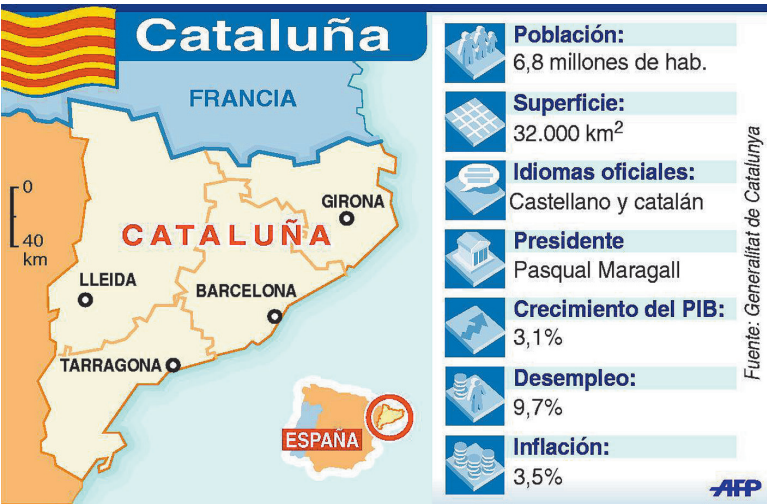 Cataluña
FRANCIA
0
40
km
GIRONA
CATALUÑA
LLEIDA
BARCELONA
TARRAGONA
ESPAÑA
Población:
6,8 millones de hab.
Superficie:
32.000 km²
Idiomas oficiales:
Castellano y catalán
Presidente
Pasqual Maragall
Crecimiento del PIB:
3,1%
Desempleo:
9,7%
Inflación:
3,5%
Fuente: Generalitat de Catalunya
AFP